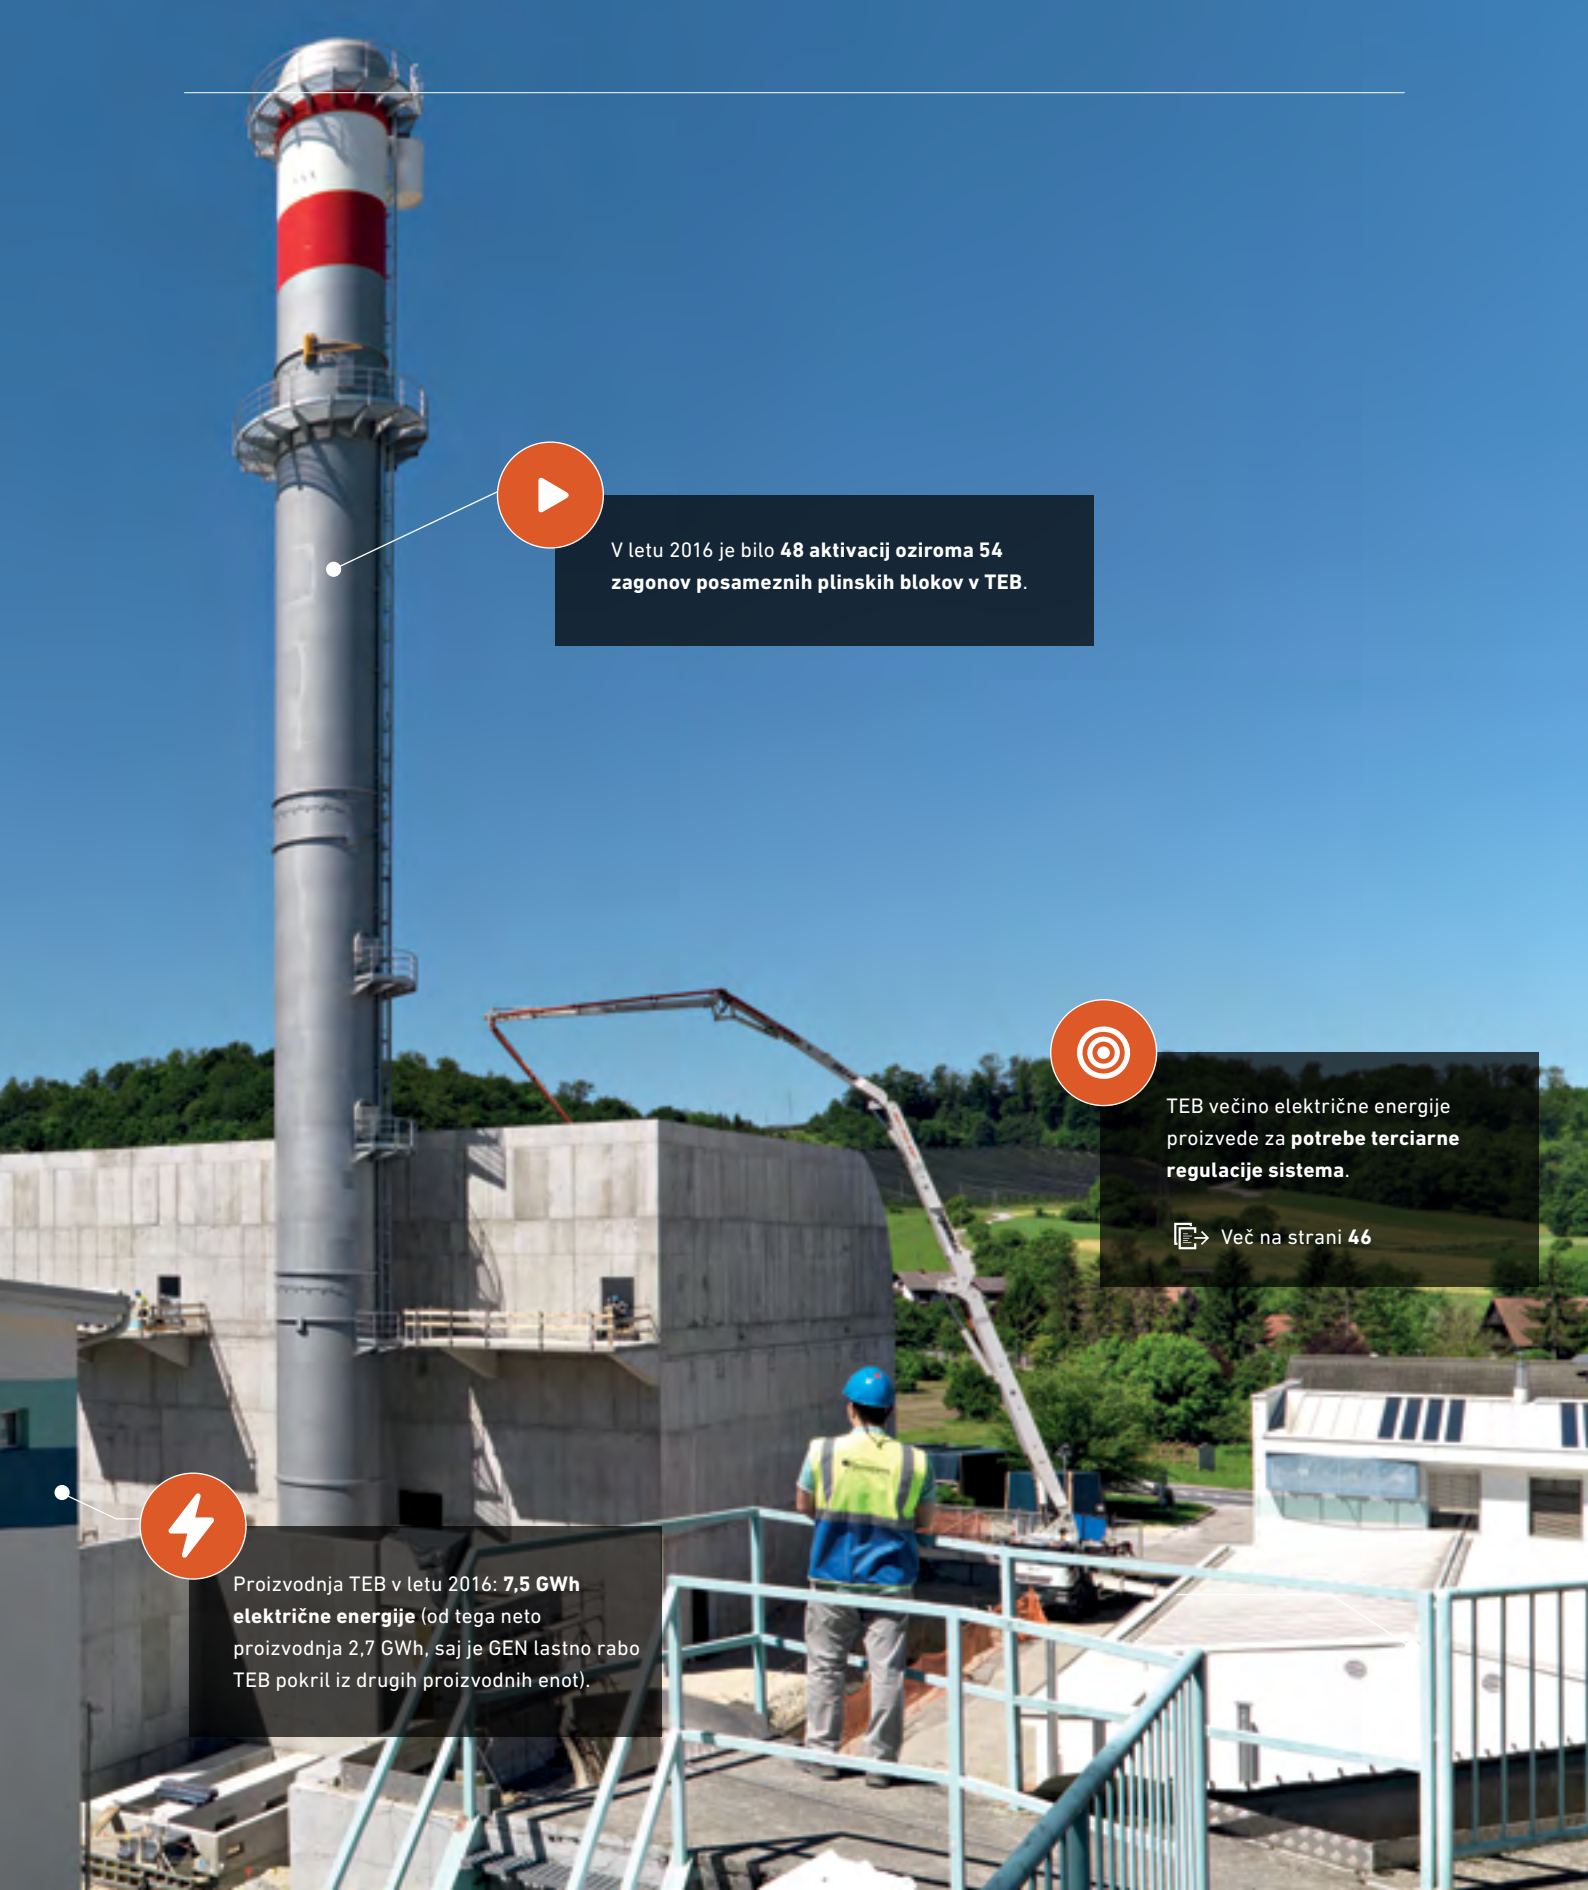 V letu 2016 je bilo 48 aktivacij oziroma 54
zagonov posameznih plinskih blokov v TEB.
TEB večino električne energije
proizvede za potrebe terciarne
regulacije sistema.
Več na strani 46
Proizvodnja TEB v letu 2016: 7,5 GWh
električne energije (od tega neto
proizvodnja 2,7 GWh, saj je GEN lastno rabo
TEB pokril iz drugih proizvodnih enot).